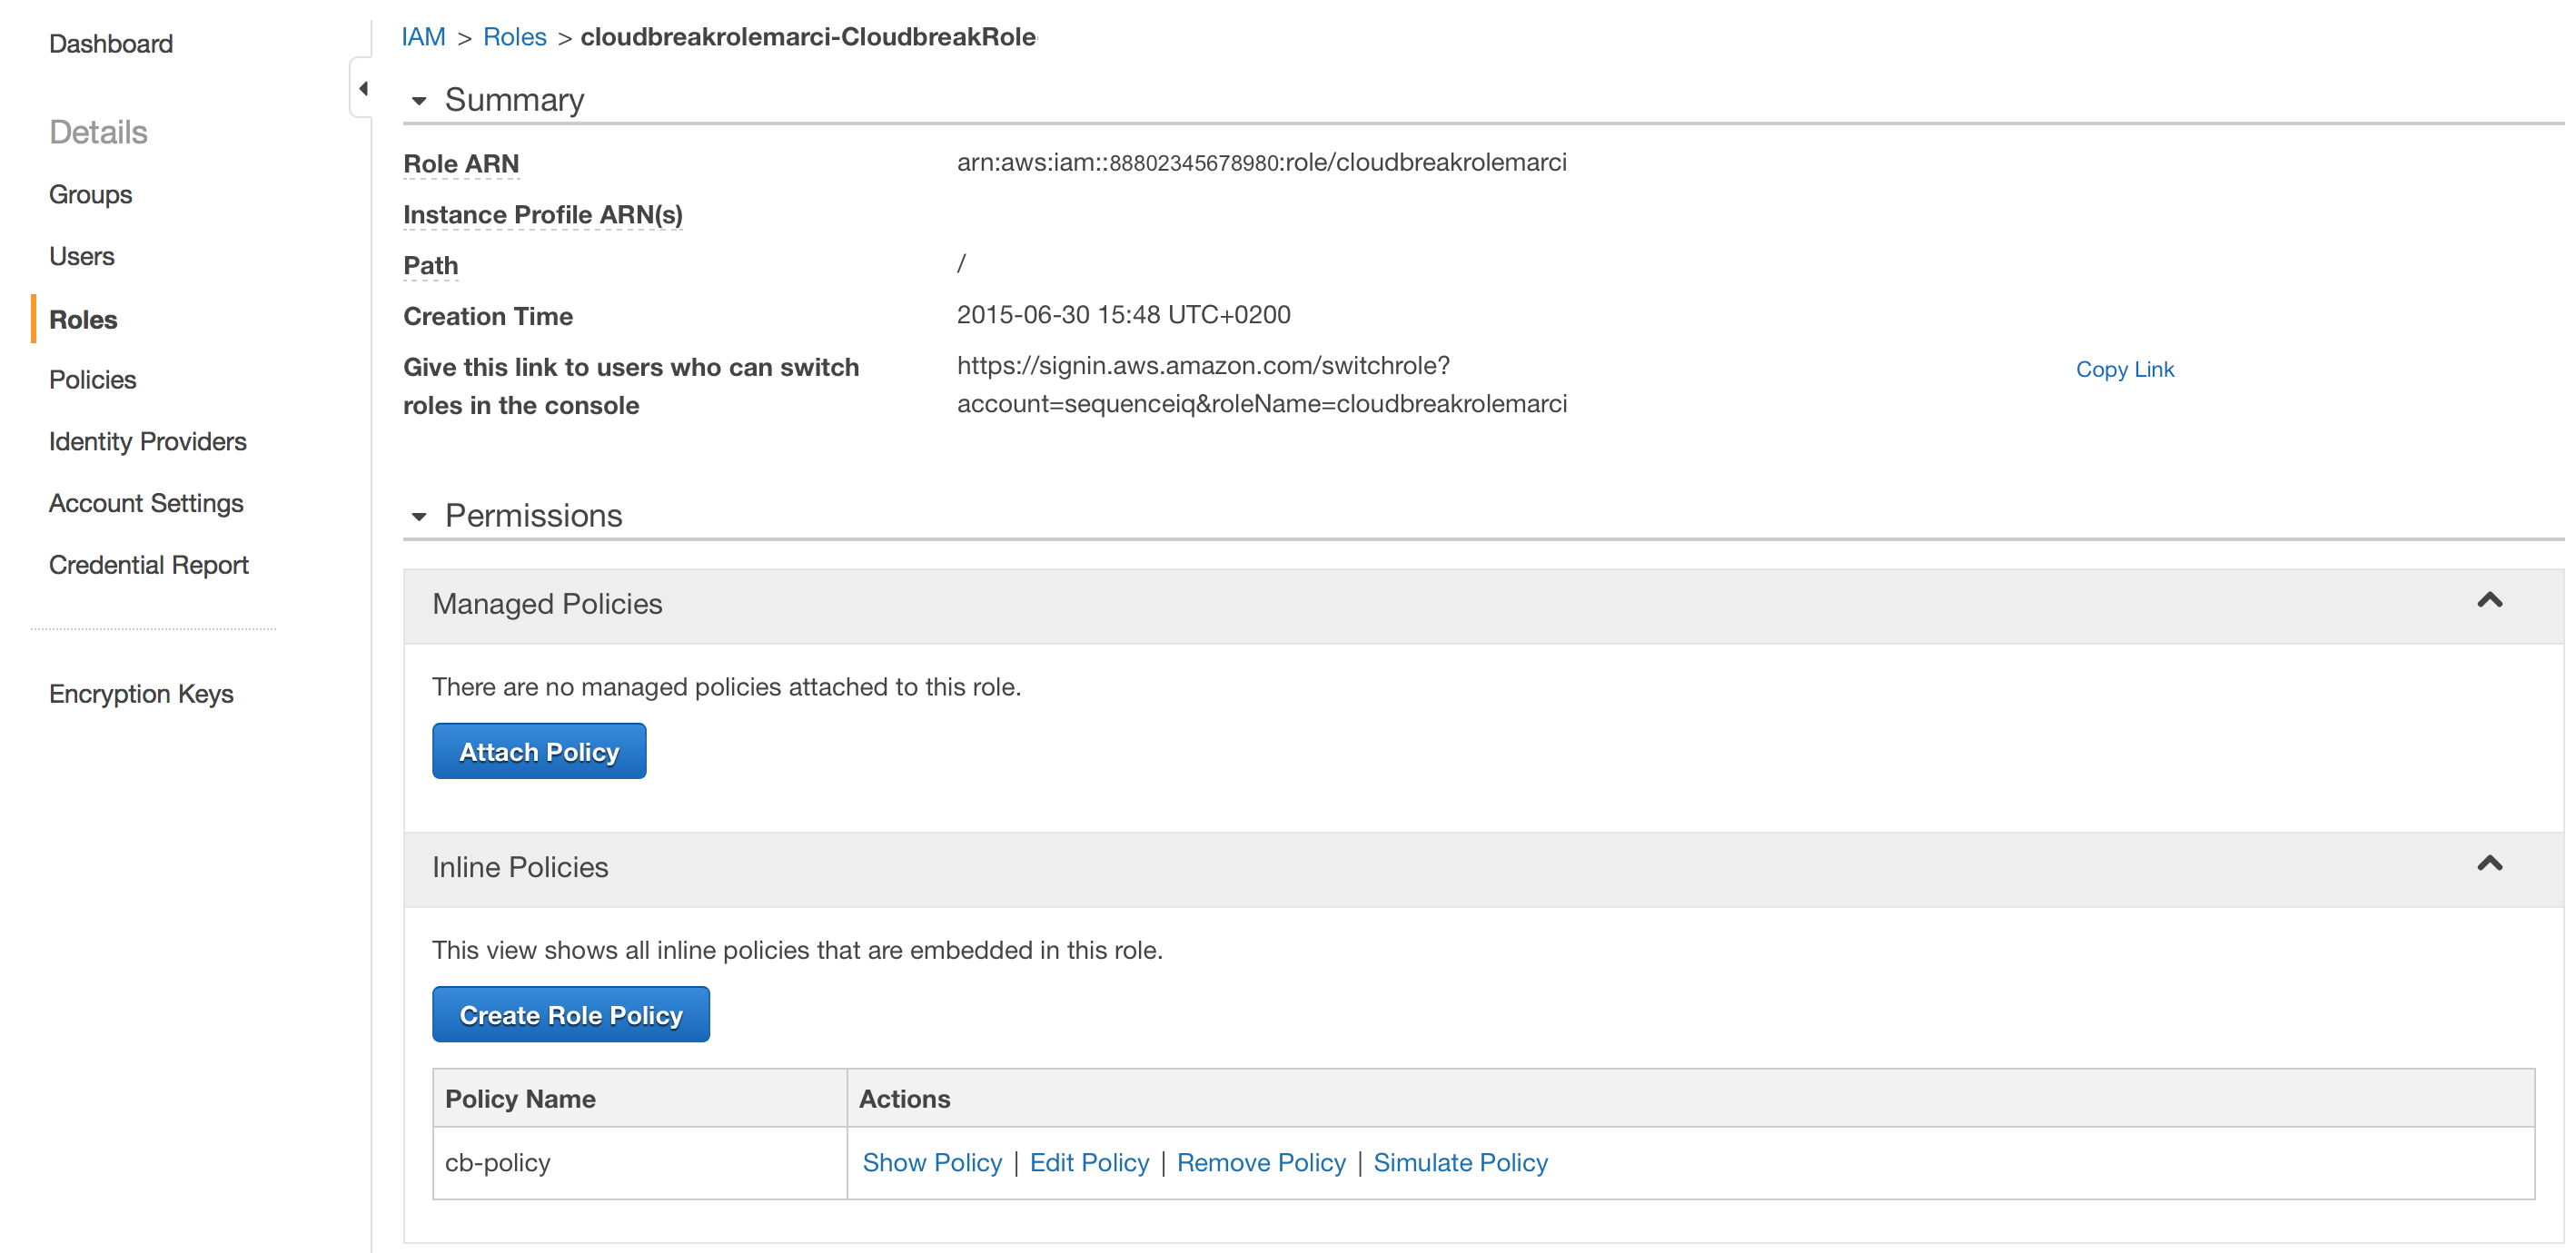 Dashboard
Details
Groups
Users
Roles
Policies
Identity Providers
Account Settings
Credential Report
Encryption Keys
IAM > Roles > cloudbreakrolemarci-CloudbreakRole
Summary
Role ARN arn:aws:iam::88802345678980:role/cloudbreakrolemarci
Instance Profile ARN(s)
Path /
Creation Time 2015-06-30 15:48 UTC+0200
Give this link to users who can switch https://signin.aws.amazon.com/switchrole? Copy Link
roles in the console account=sequenceiq&roleName=cloudbreakrolemarci
Permissions
Managed Policies
There are no managed policies attached to this role.
Attach Policy
Inline Policies
This view shows all inline policies that are embedded in this role.
Create Role Policy
Policy Name Actions
cb-policy Show Policy | Edit Policy | Remove Policy | Simulate Policy